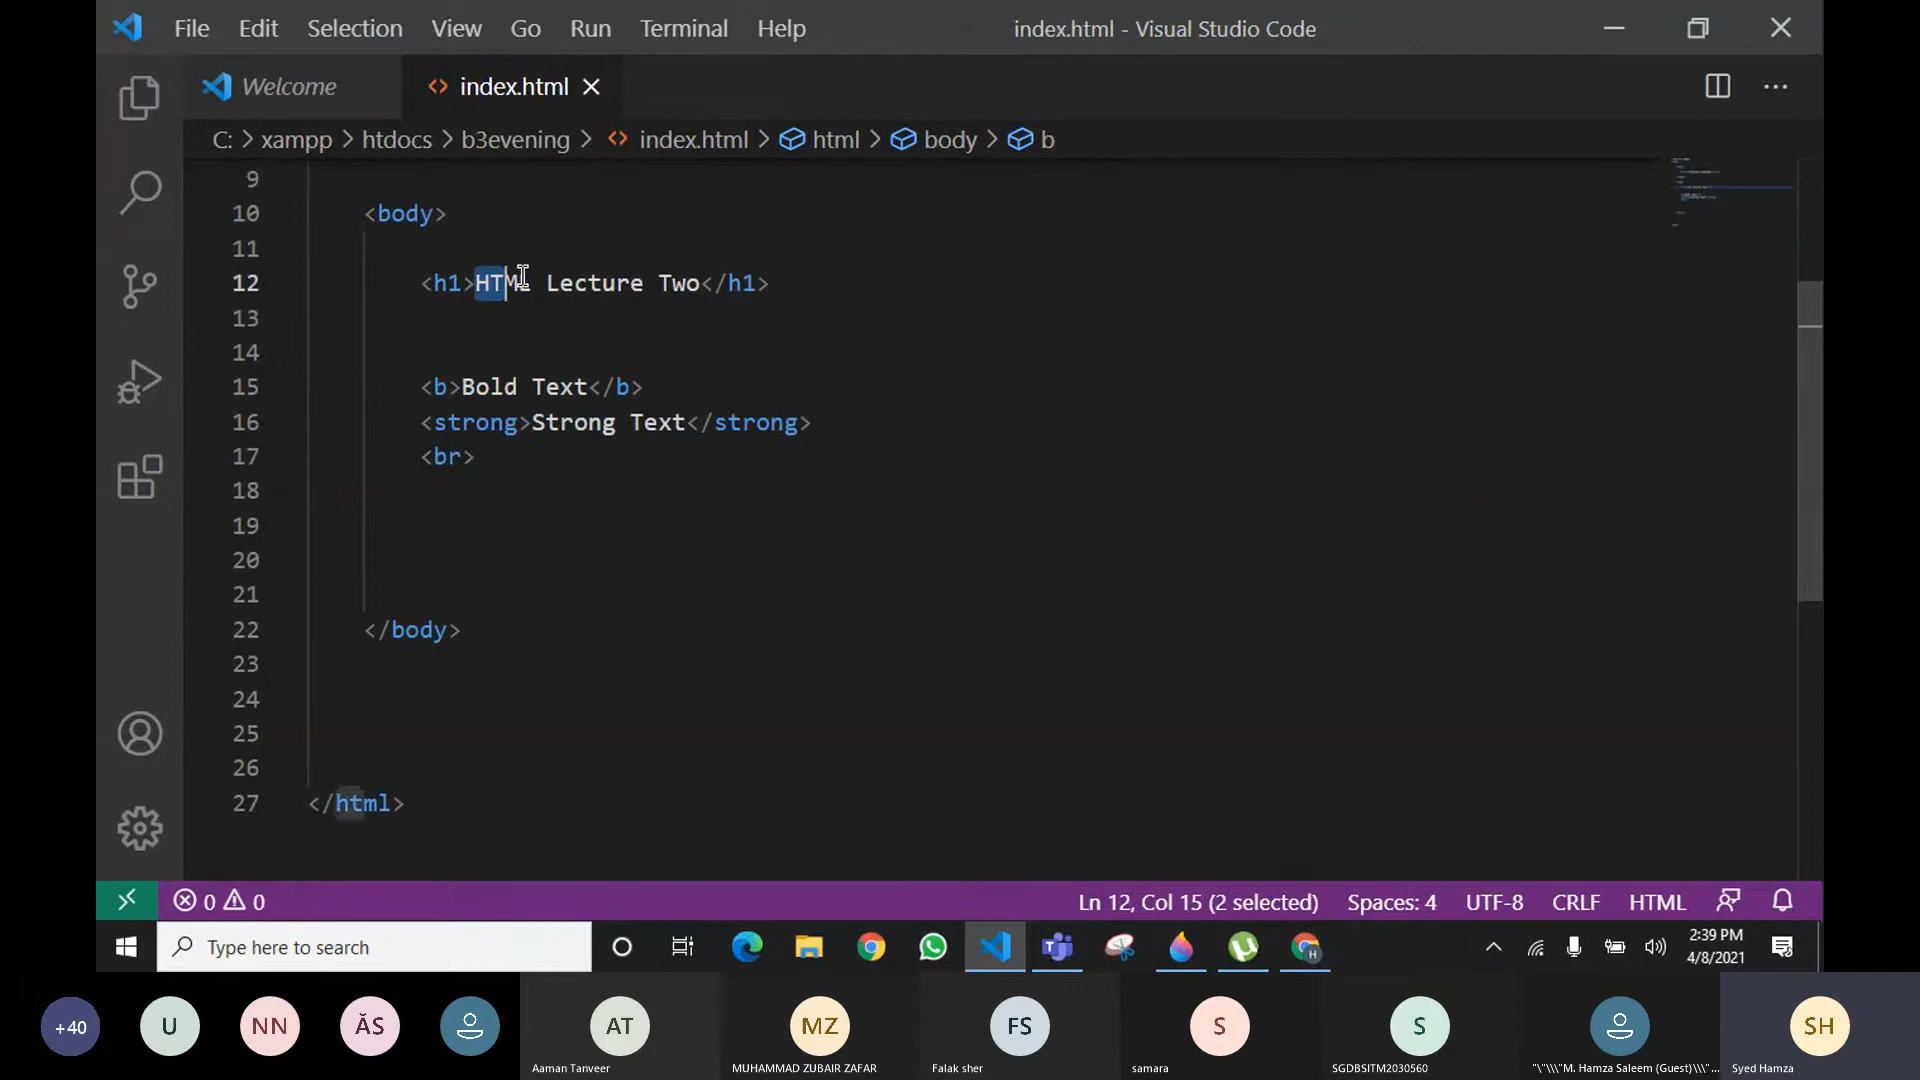 File Edit Selection View Go Run Terminal Help index.html - Visual Studio Code
Welcome index.html
C: > xampp > htdocs > b3evening > index.html > html > body > b
9
10 <body>
11
12 <h1>HTML Lecture Two</h1>
13
14
15 <b>Bold Text</b>
16 <strong>Strong Text</strong>
17 <br>
18
19
20
21
22 </body>
23
24
25
26
27 </html>
0 0 Ln 12, Col 15 (2 selected) Spaces: 4 UTF-8 CRLF HTML
Type here to search
2:39 PM
4/8/2021
+40 U NN ĂS AT MZ FS S S SH
Aaman Tanveer MUHAMMAD ZUBAIR ZAFAR Falak sher samara SGDBSITM2030560 "\"\\\"M. Hamza Saleem (Guest)\\\"... Syed Hamza